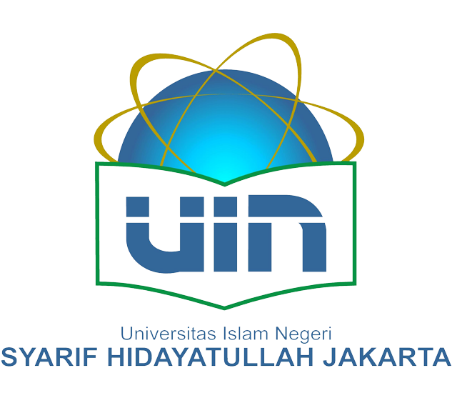 uin
Universitas Islam Negeri
SYARIF HIDAYATULLAH JAKARTA